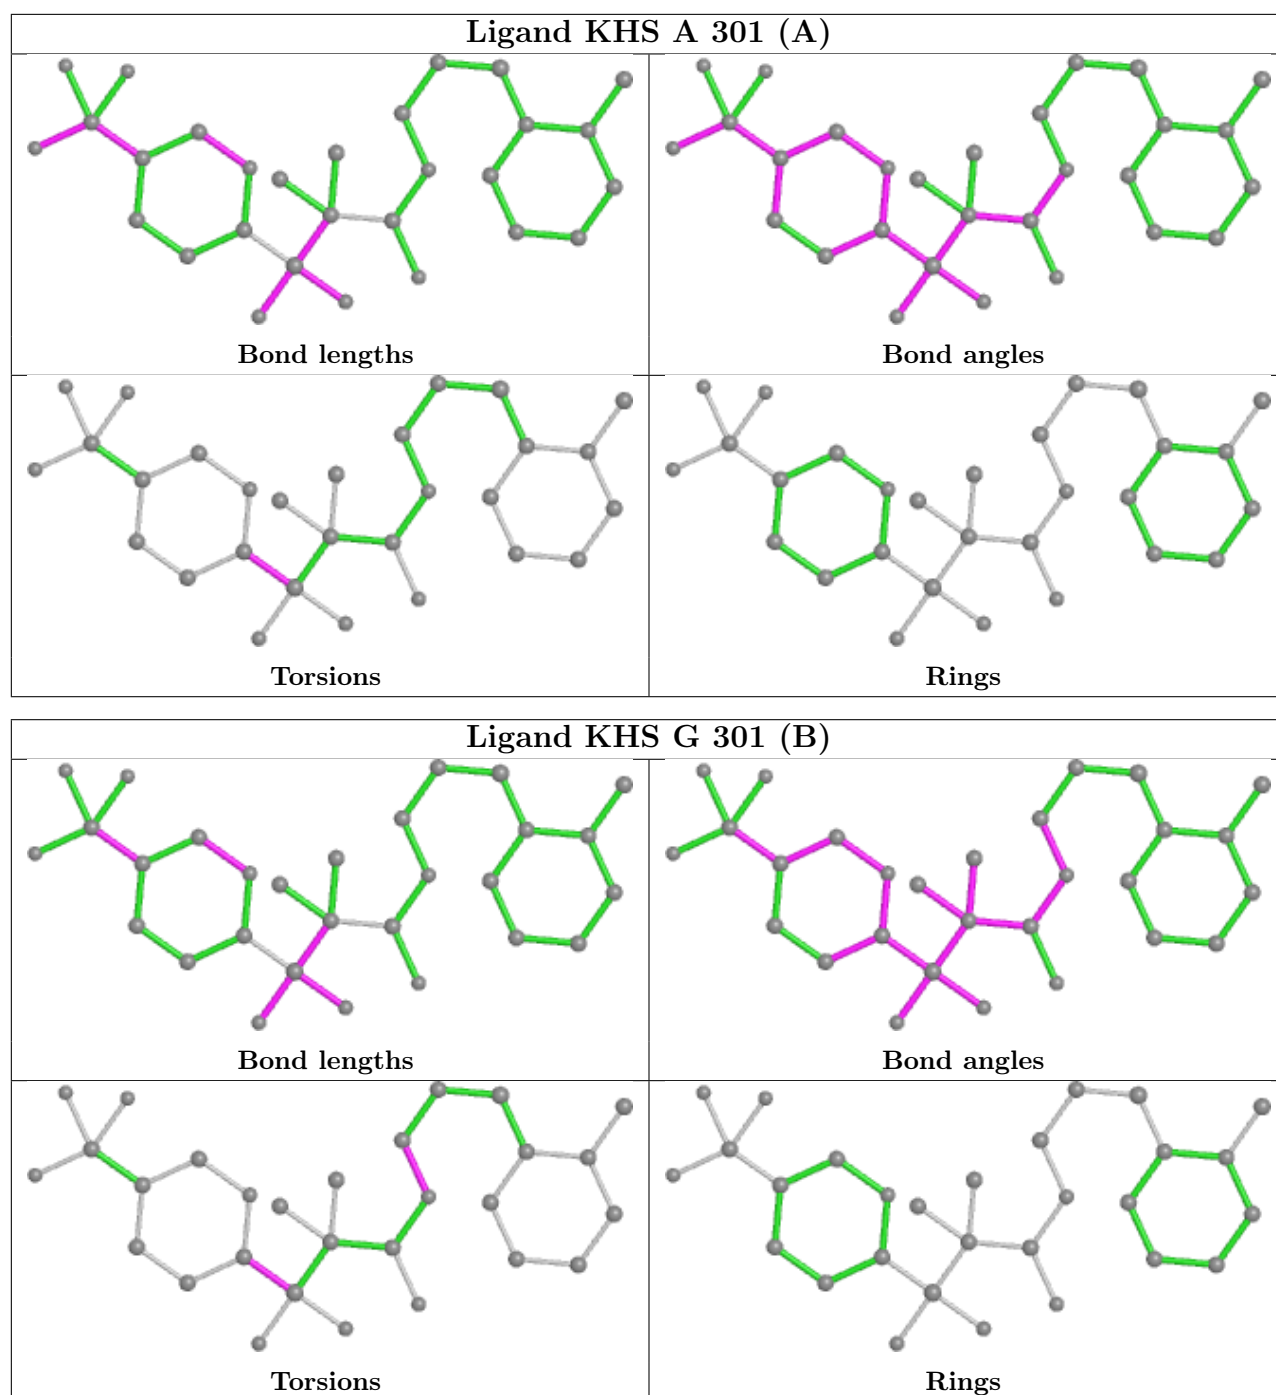 Ligand KHS A 301 (A)
Bond lengths
Bond angles
Torsions
Rings
Ligand KHS G 301 (B)
Bond lengths
Bond angles
Torsions
Rings